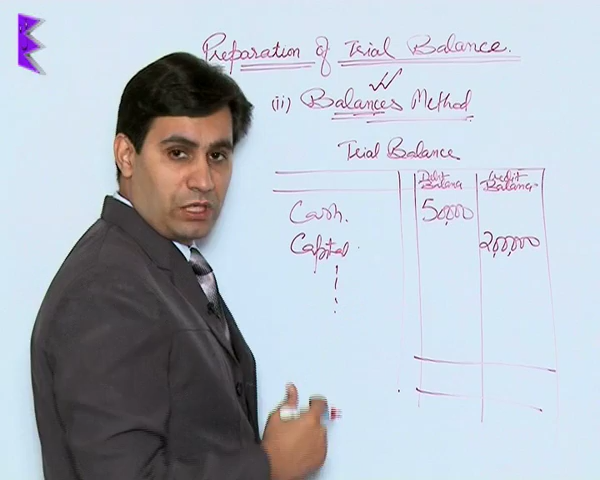 Preparation of Trial Balance.
(ii) Balances Method
Trial Balance
Debit Balance
Credit Balance
Cash. 50,000
Capital. 2,00,000